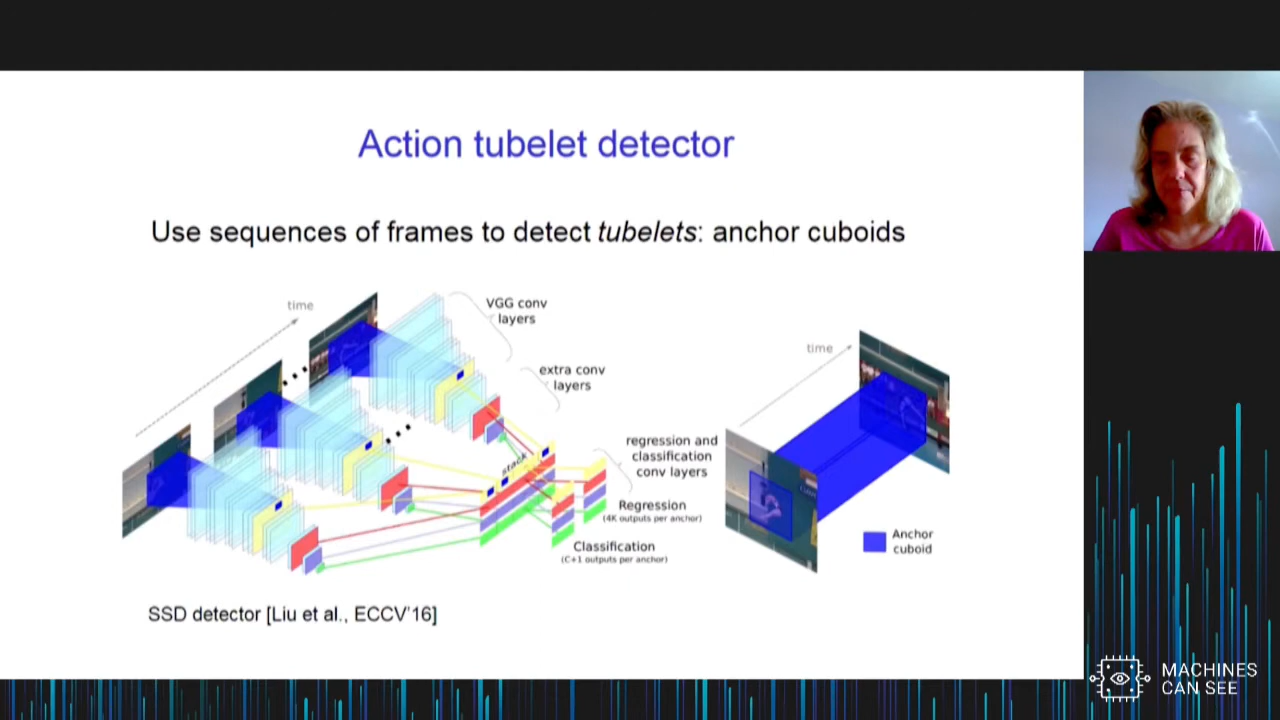 Action tubelet detector
Use sequences of frames to detect tubelets: anchor cuboids
time
VGG conv
layers
extra conv
layers
stack
regression and
classification
conv layers
Regression
(4K outputs per anchor)
Classification
(C+1 outputs per anchor)
time
Anchor
cuboid
SSD detector [Liu et al., ECCV'16]
MACHINES
CAN SEE